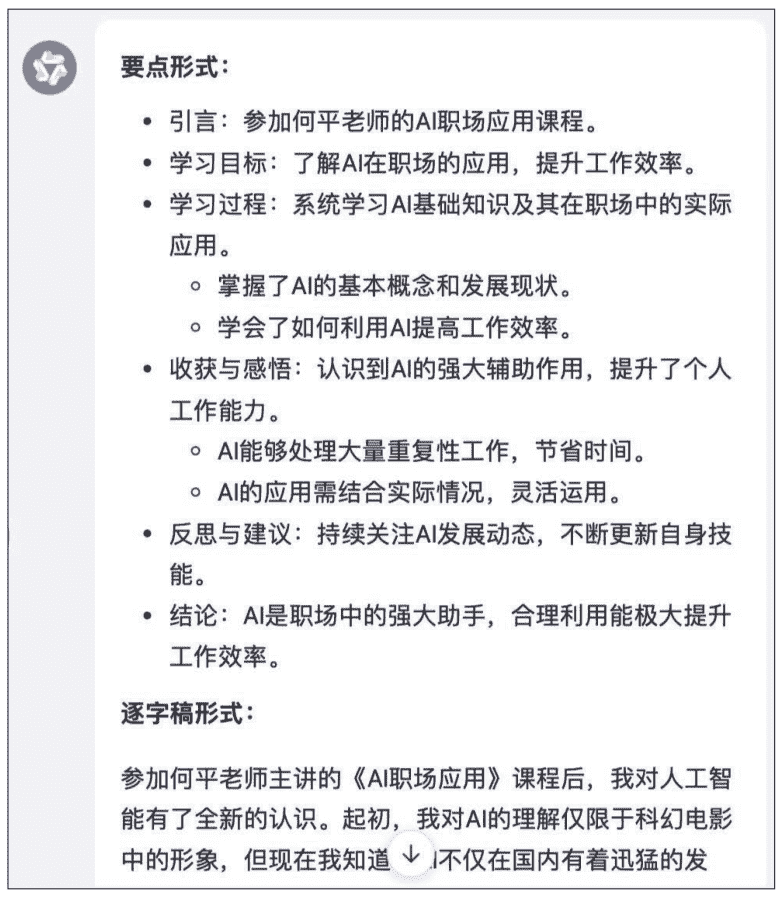 要点形式：
引言：参加何平老师的AI职场应用课程。
学习目标：了解AI在职场的应用，提升工作效率。
学习过程：系统学习AI基础知识及其在职场中的实际
应用。
掌握了AI的基本概念和发展现状。
学会了如何利用AI提高工作效率。
收获与感悟：认识到AI的强大辅助作用，提升了个人
工作能力。
AI能够处理大量重复性工作，节省时间。
AI的应用需结合实际情况，灵活运用。
反思与建议：持续关注AI发展动态，不断更新自身技
能。
结论：AI是职场中的强大助手，合理利用能极大提升
工作效率。
逐字稿形式：
参加何平老师主讲的《AI职场应用》课程后，我对人工智
能有了全新的认识。起初，我对AI的理解仅限于科幻电影
中的形象，但现在我知道 不仅在国内有着迅猛的发